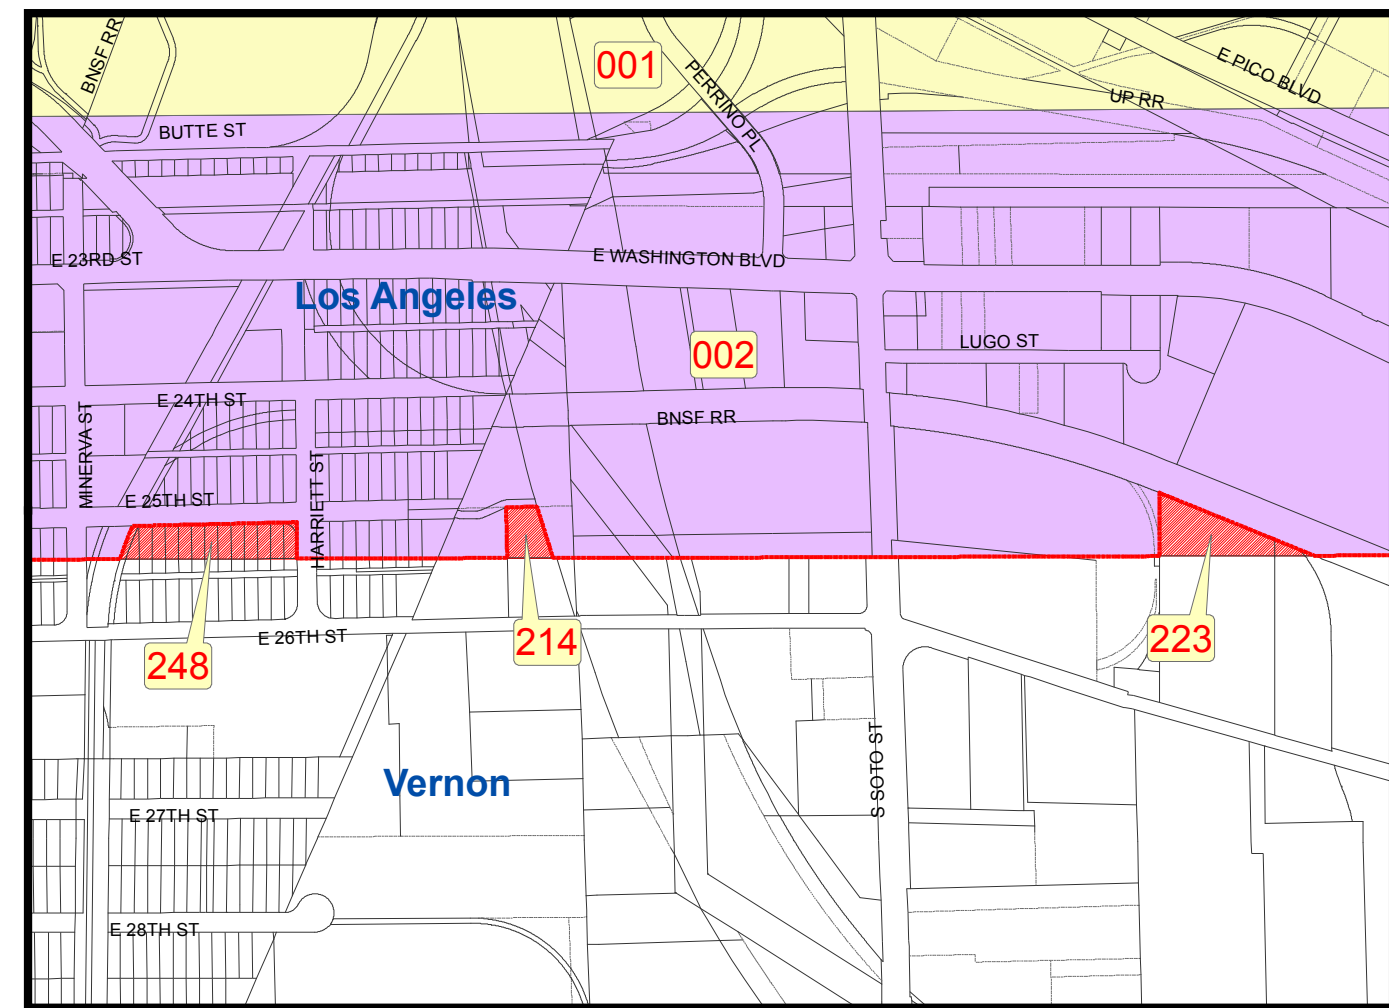 BNSF RR
001
PERRINO PL
E PICO BLVD
UP RR
BUTTE ST
E 23RD ST
E WASHINGTON BLVD
Los Angeles
002
LUGO ST
E 24TH ST
BNSF RR
MINERVA ST
HARRIETT ST
E 25TH ST
E 26TH ST
248
214
223
Vernon
S SOTO ST
E 27TH ST
E 28TH ST